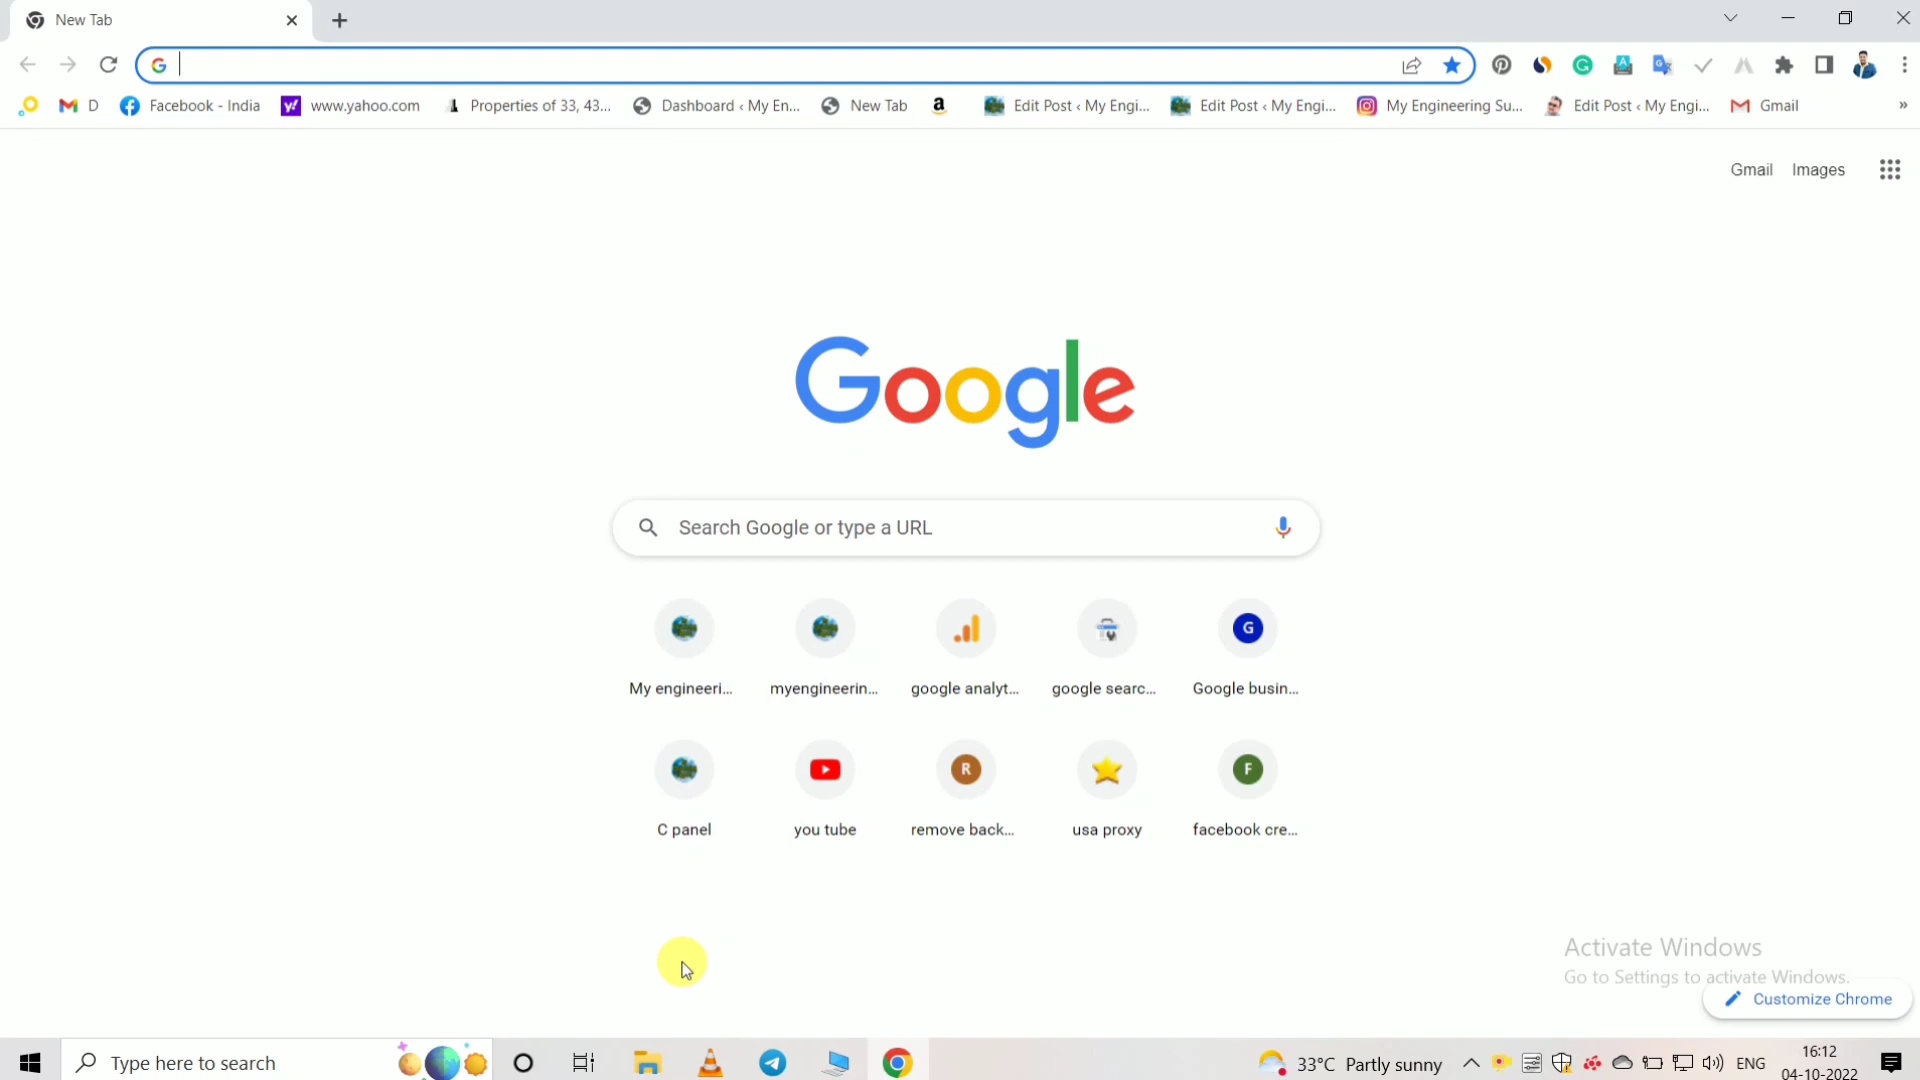 New Tab
D
Facebook - India
www.yahoo.com
Properties of 33, 43...
Dashboard ‹ My En...
New Tab
Edit Post ‹ My Engi...
Edit Post ‹ My Engi...
My Engineering Su...
Edit Post ‹ My Engi...
Gmail
»
Gmail Images
Google
Search Google or type a URL
My engineeri... myengineerin... google analyt... google searc... Google busin...
G
R
F
C panel you tube remove back... usa proxy facebook cre...
Activate Windows
Go to Settings to activate Windows.
Customize Chrome
Type here to search
33°C Partly sunny
ENG
16:12
04-10-2022